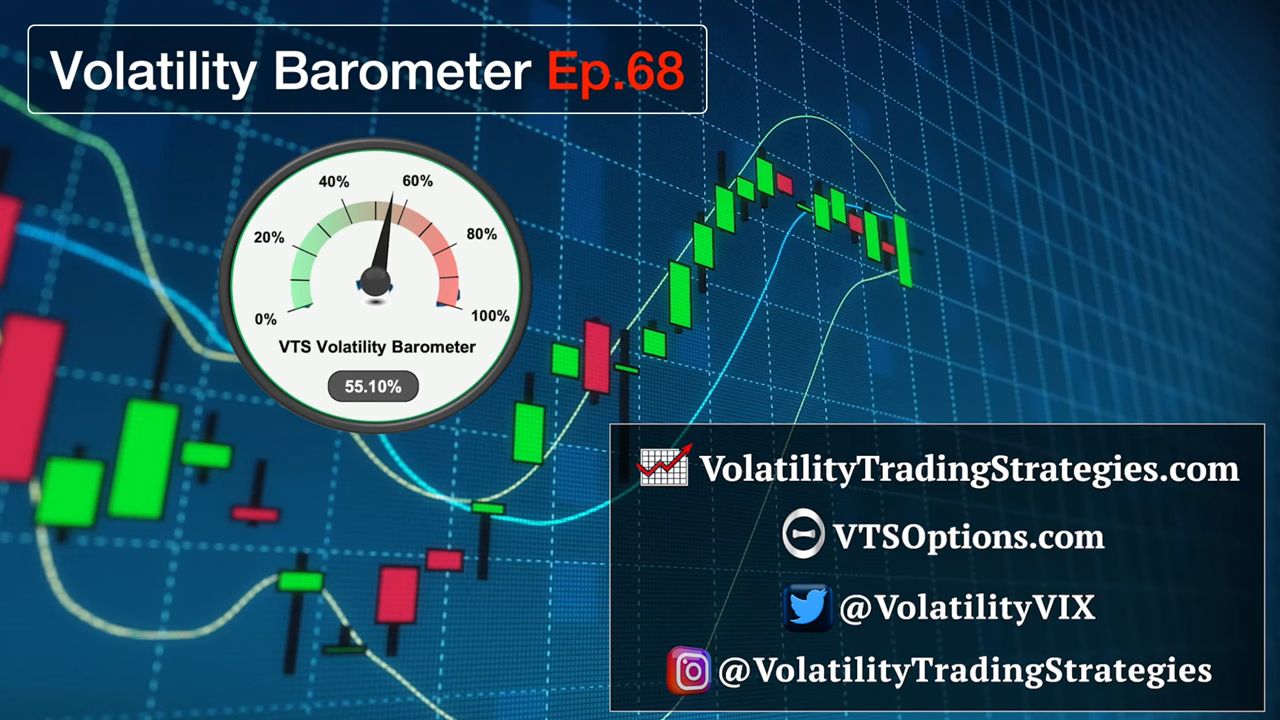 Volatility Barometer Ep.68
40% 60%
20% 80%
0% 100%
VTS Volatility Barometer
55.10%
VolatilityTradingStrategies.com
VTSOptions.com
@VolatilityVIX
@VolatilityTradingStrategies